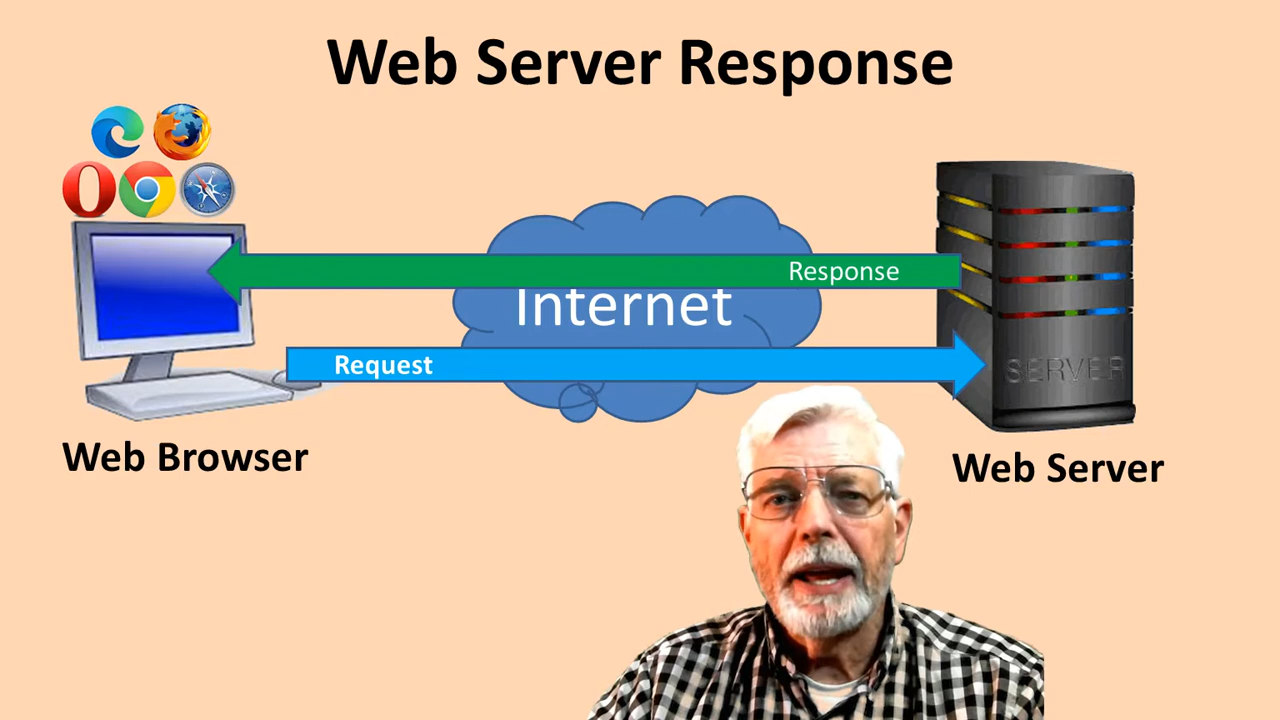 Web Server Response
Response
Internet
Request
SERVER
Web Browser
Web Server